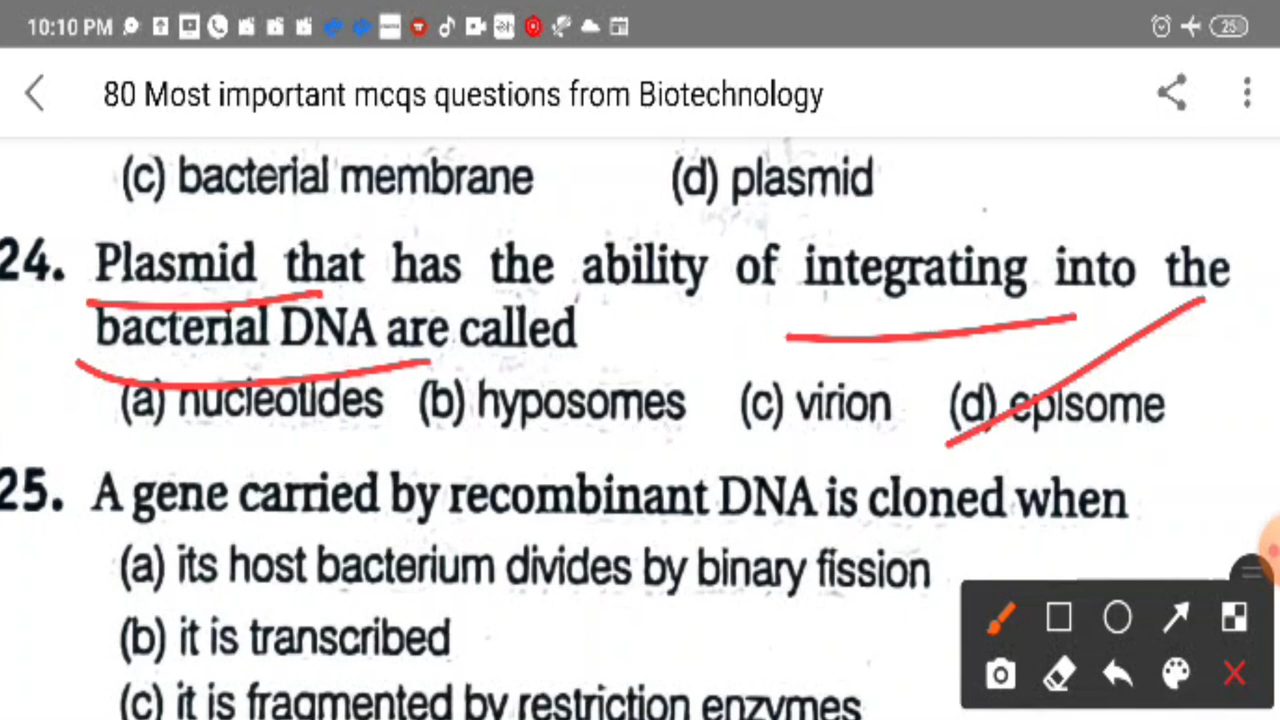 10:10 PM
25
80 Most important mcqs questions from Biotechnology
(c) bacterial membrane (d) plasmid
24. Plasmid that has the ability of integrating into the
bacterial DNA are called
(a) nucleotides (b) hyposomes (c) virion (d) episome
25. A gene carried by recombinant DNA is cloned when
(a) its host bacterium divides by binary fission
(b) it is transcribed
(c) it is fragmented by restriction enzymes